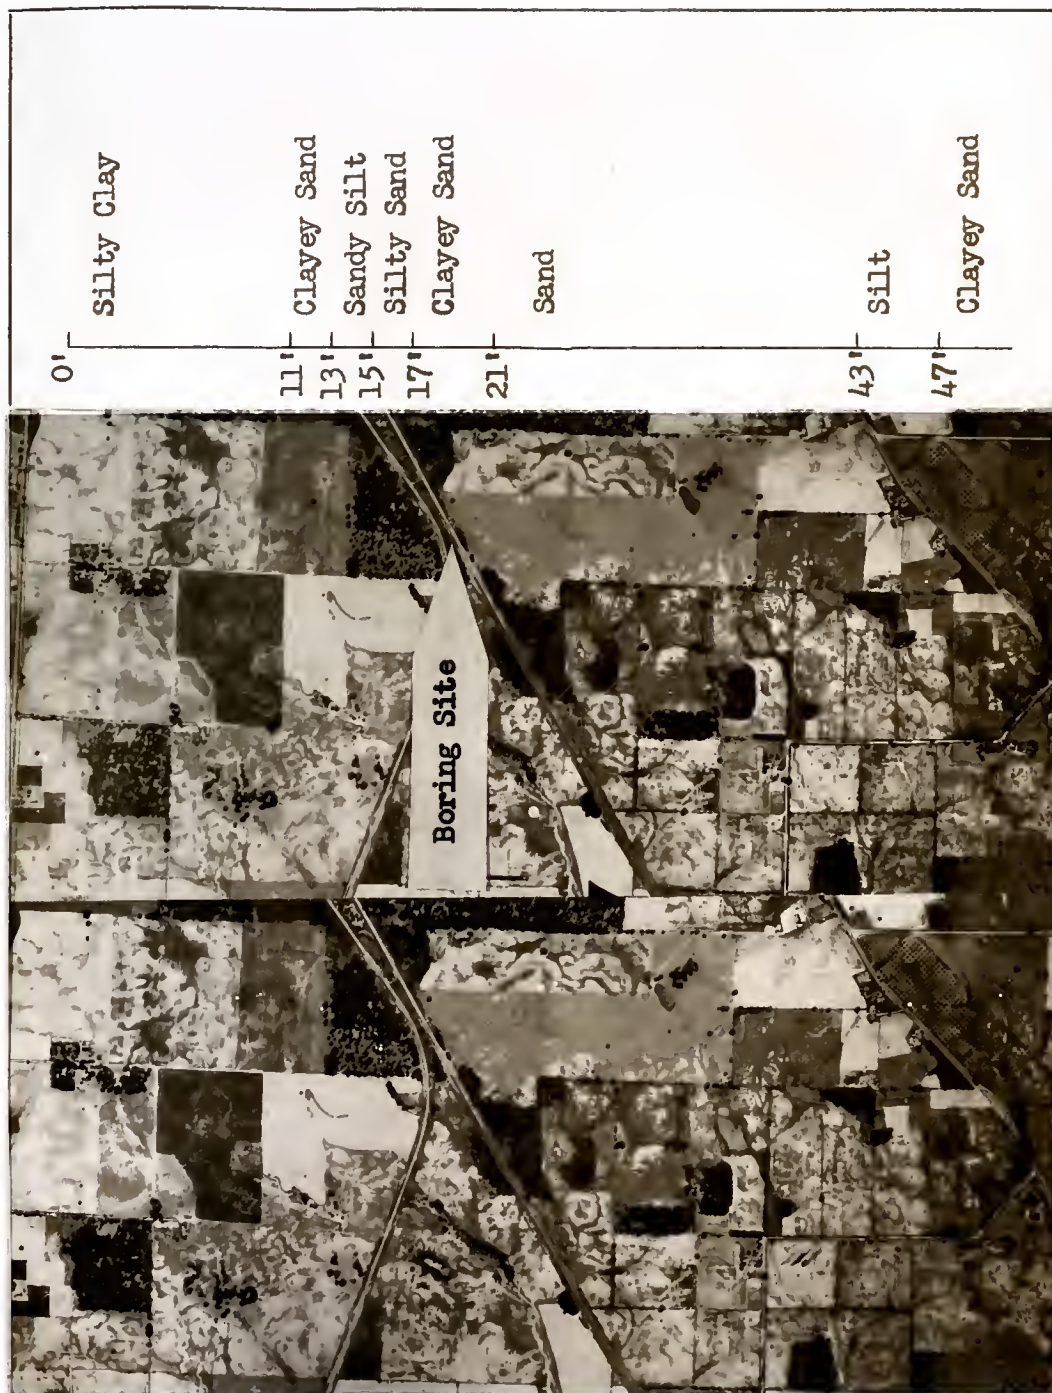 0'
Silty Clay
11'
Clayey Sand
13'
Sandy Silt
15'
Silty Sand
17'
Clayey Sand
21'
Sand
43'
Silt
47'
Clayey Sand
Boring Site